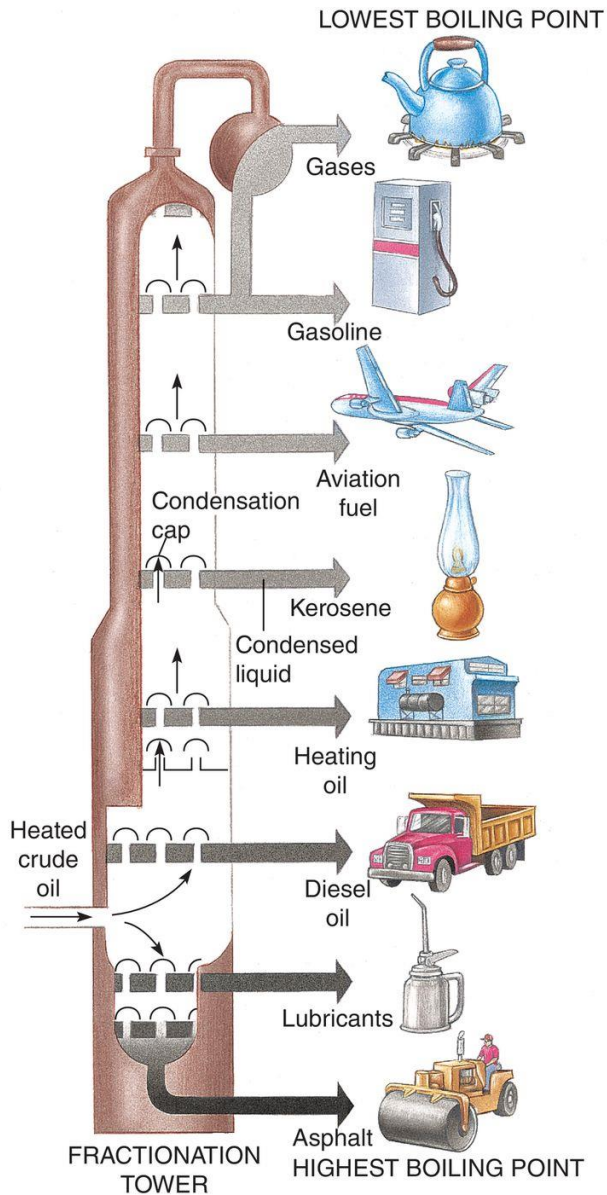 LOWEST BOILING POINT
Gases
Gasoline
Aviation
fuel
Condensation
cap
Kerosene
Condensed
liquid
Heating
oil
Heated
crude
oil
Diesel
oil
Lubricants
Asphalt
FRACTIONATION
TOWER
HIGHEST BOILING POINT